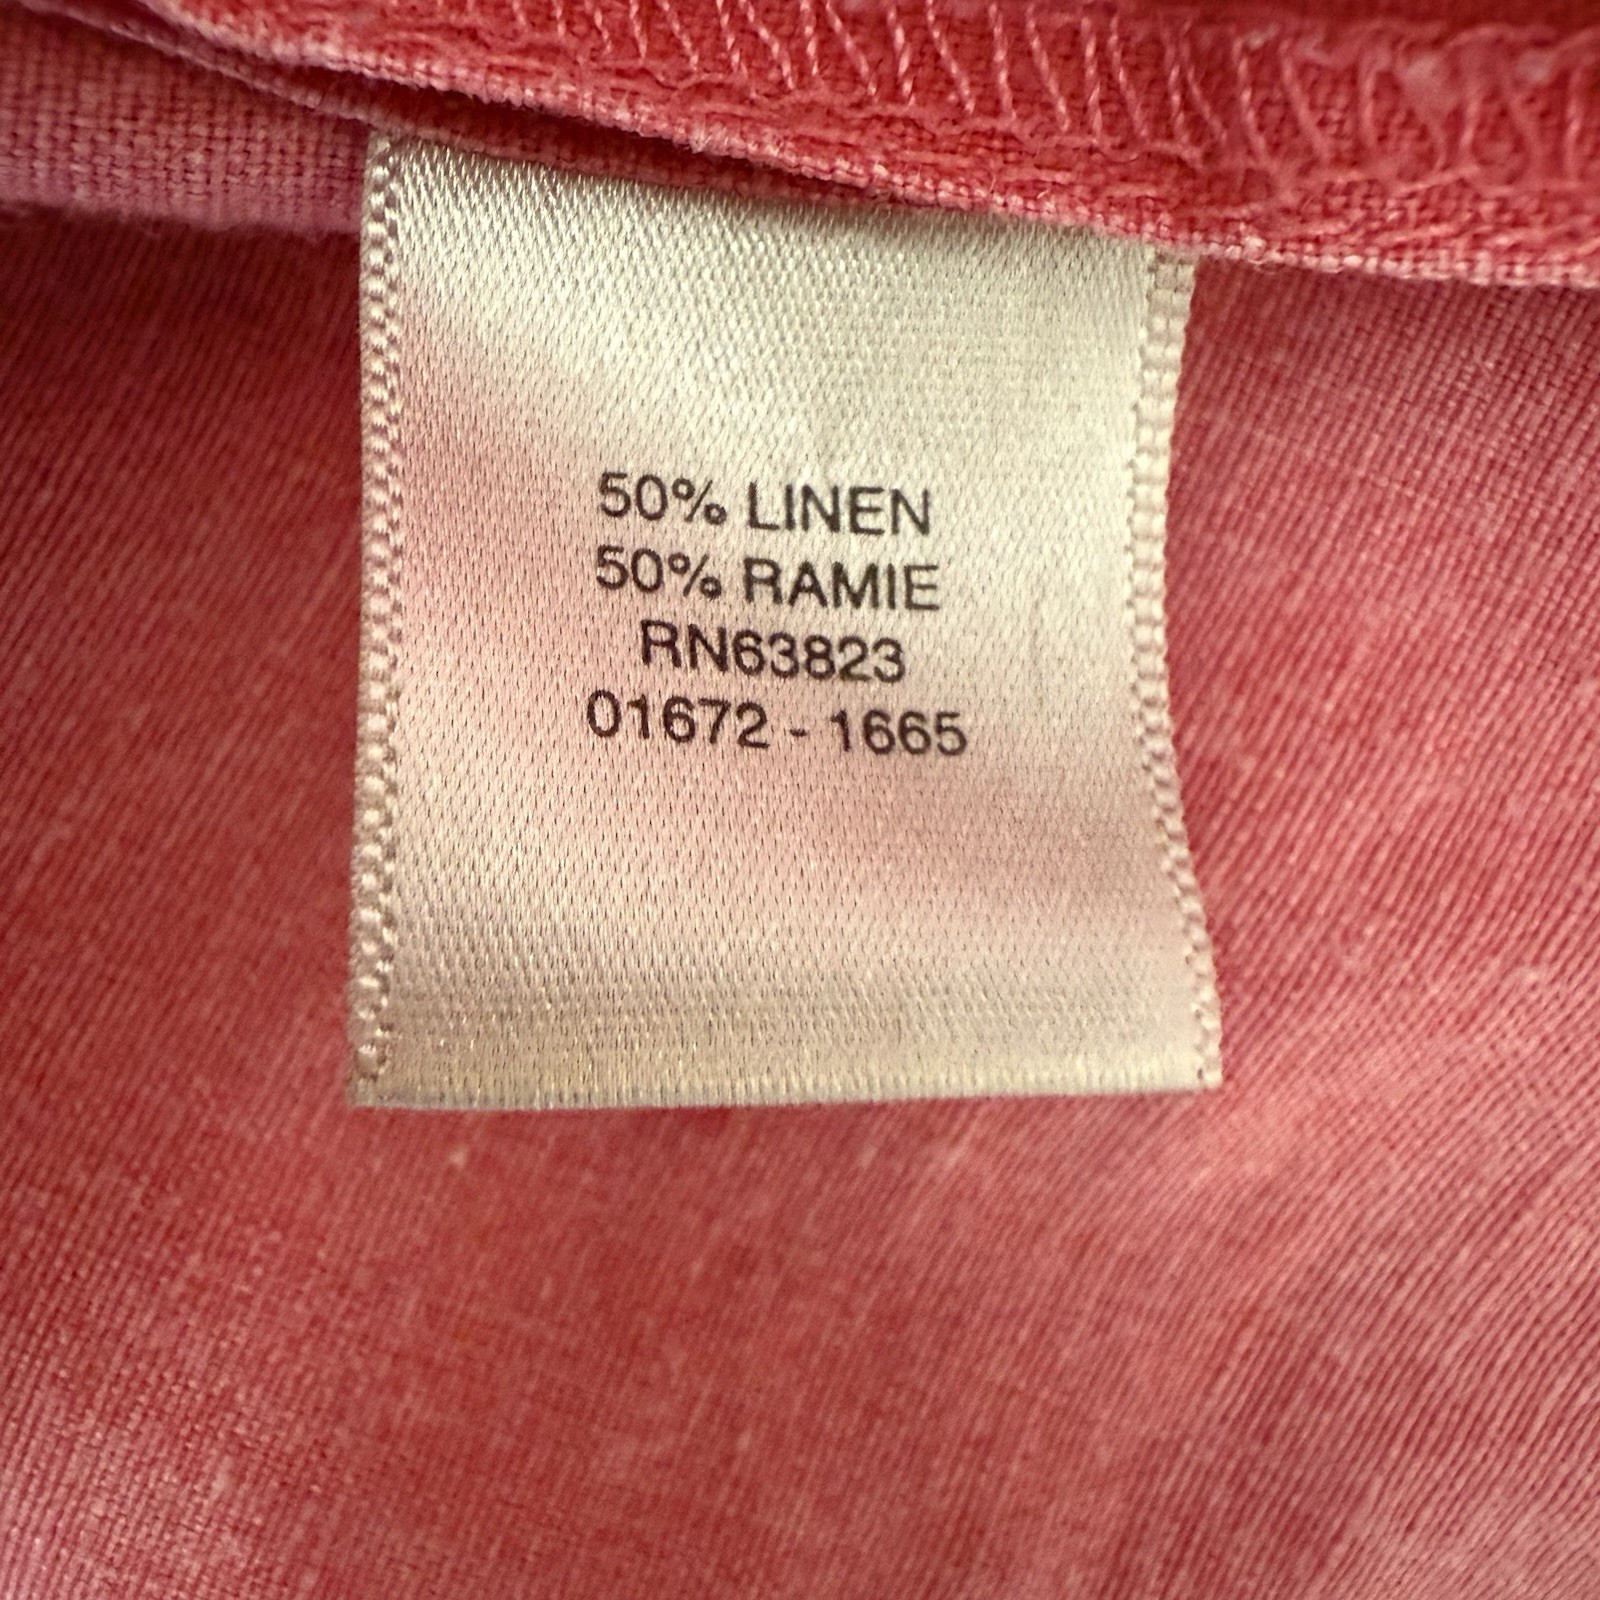 50% LINEN
50% RAMIE
RN63823
01672 - 1665